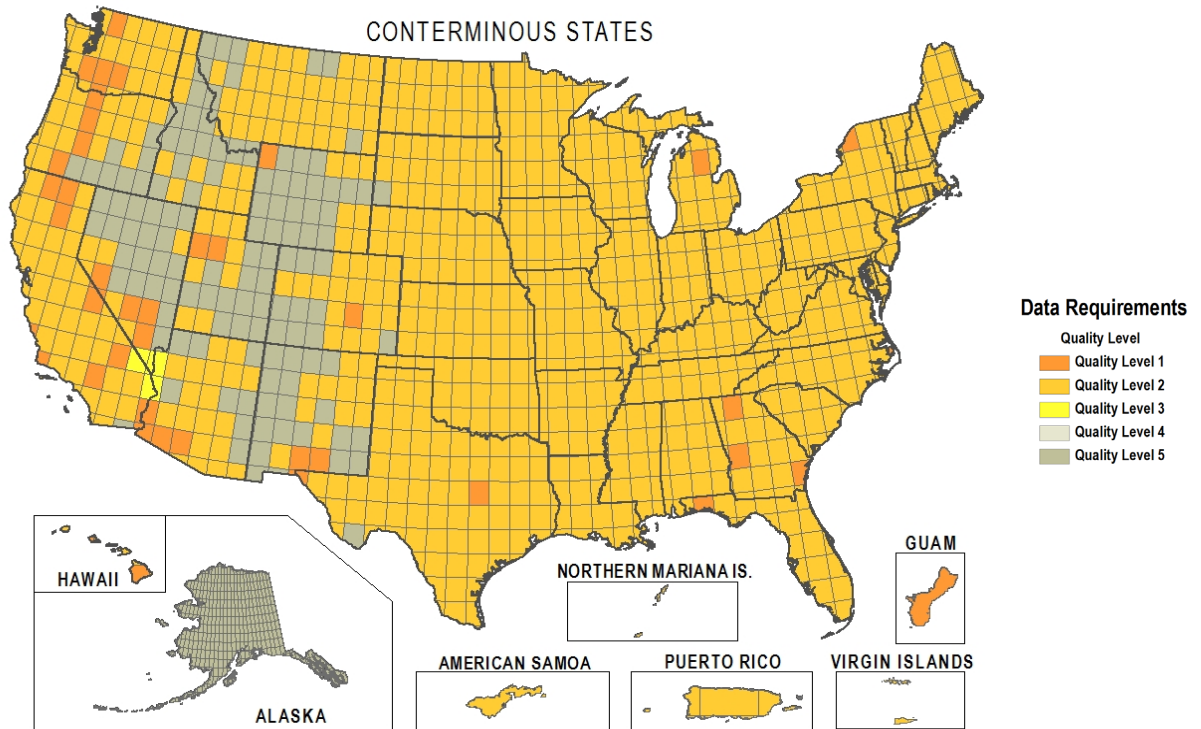 CONTERMINOUS STATES
Data Requirements
Quality Level
Quality Level 1
Quality Level 2
Quality Level 3
Quality Level 4
Quality Level 5
HAWAII
ALASKA
NORTHERN MARIANA IS.
GUAM
AMERICAN SAMOA
PUERTO RICO
VIRGIN ISLANDS